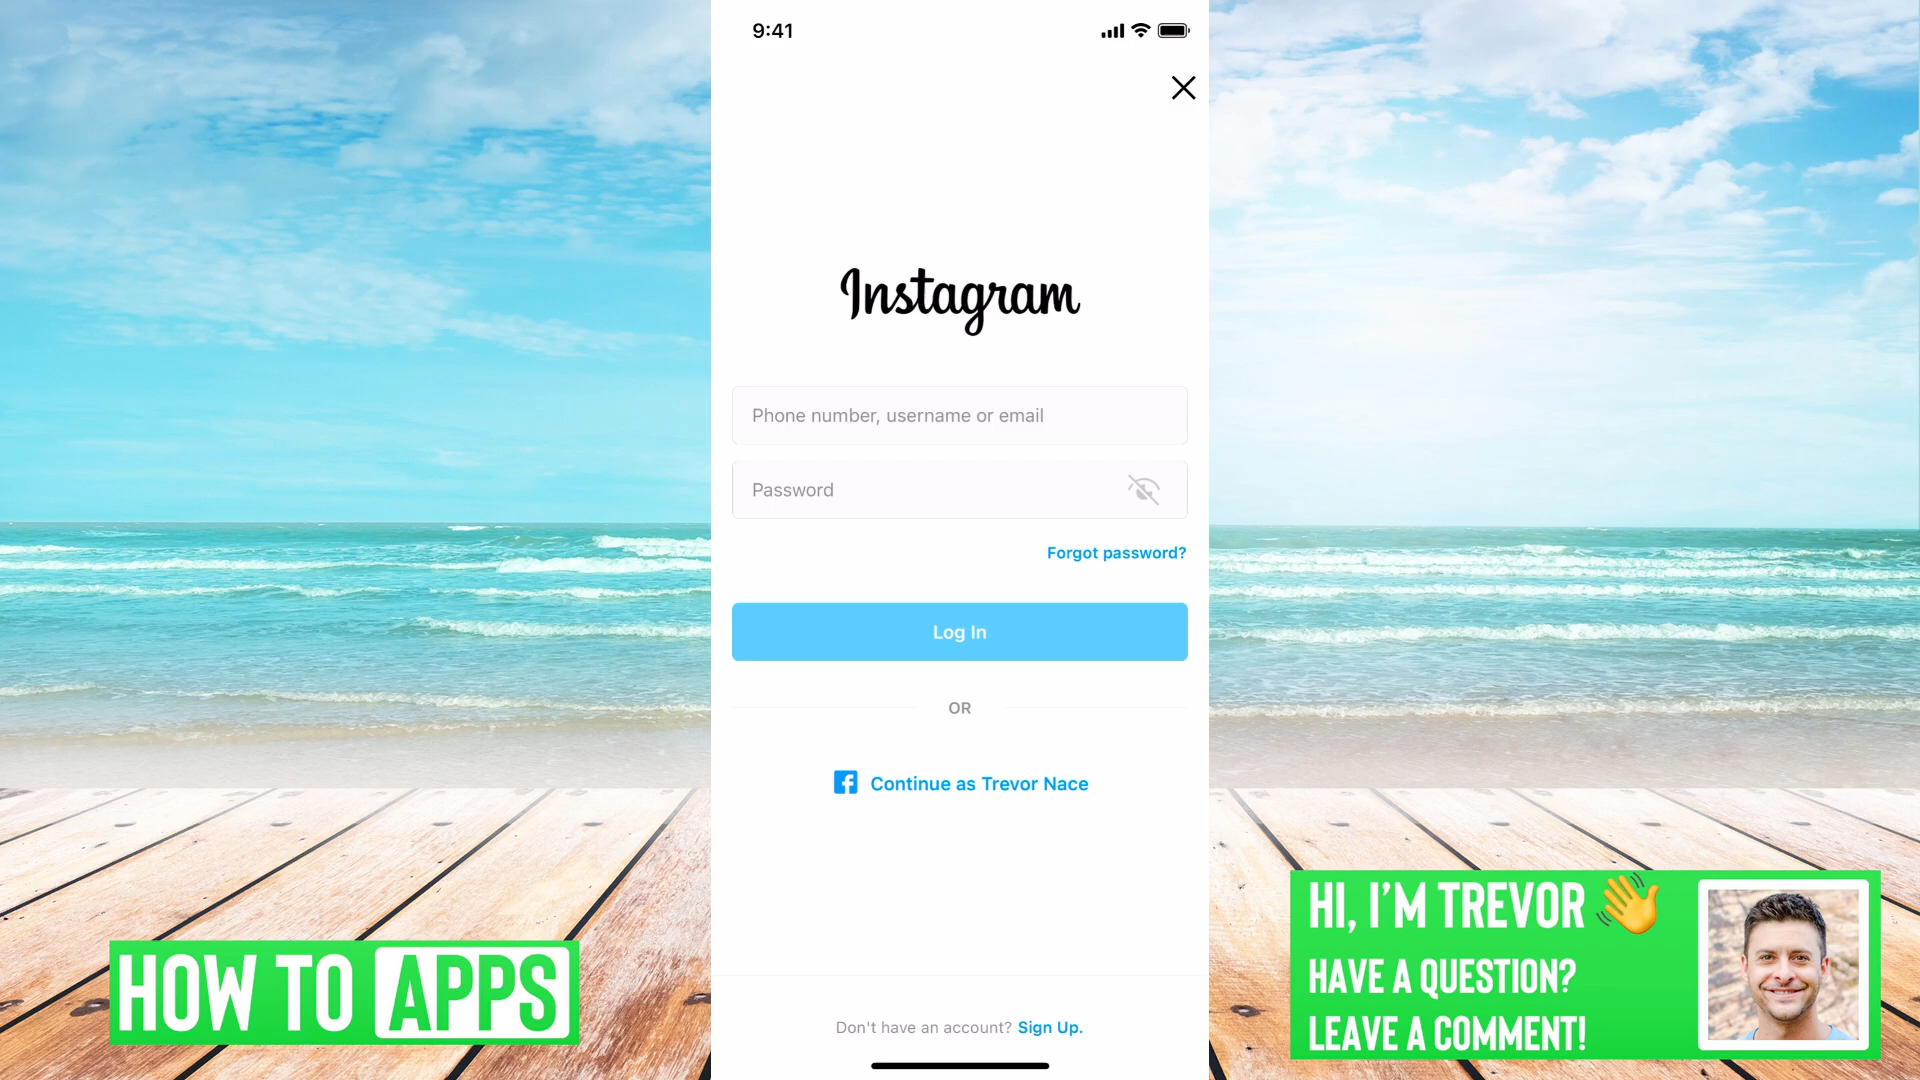 9:41
Instagram
Phone number, username or email
Password
Forgot password?
Log In
OR
Continue as Trevor Nace
Don't have an account? Sign Up.
HOW TO APPS
HI, I'M TREVOR 👋
HAVE A QUESTION?
LEAVE A COMMENT!